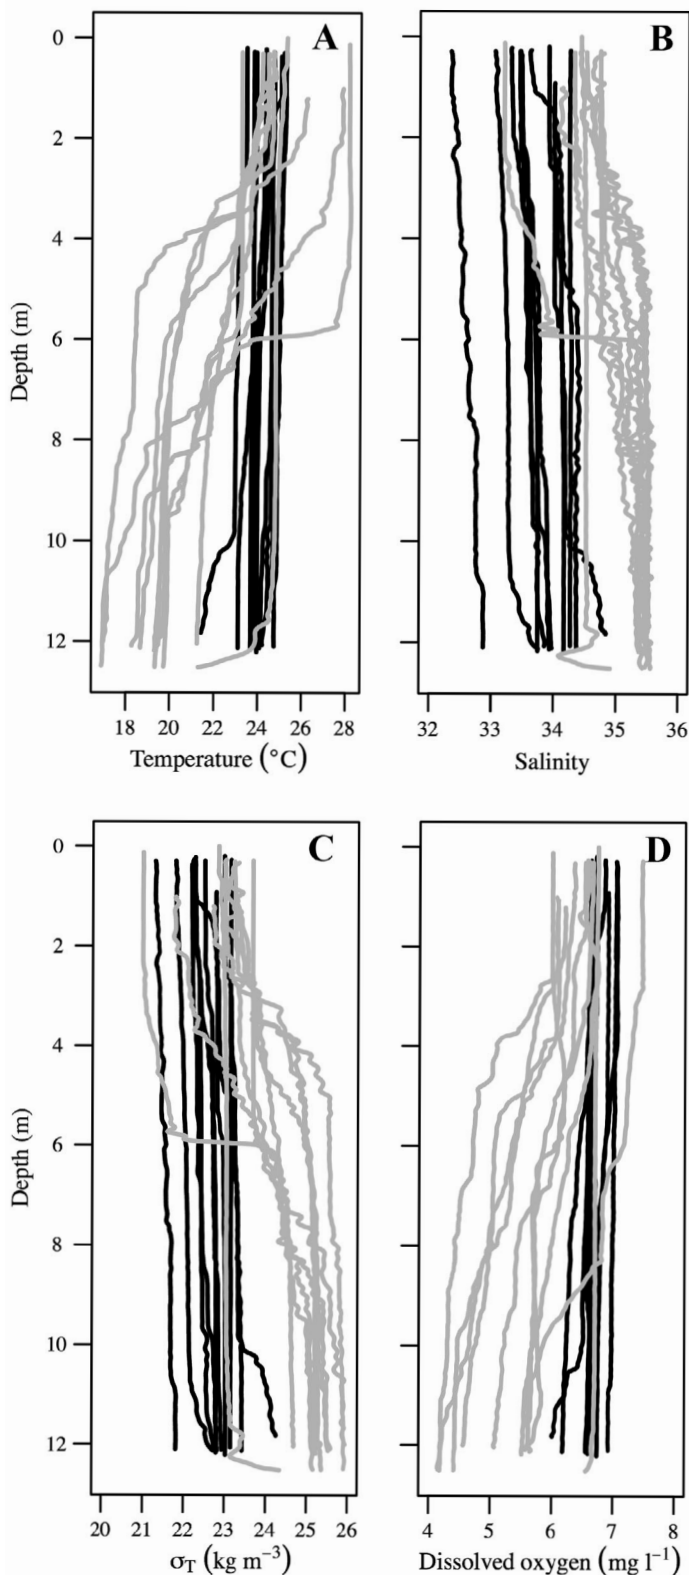 A
B
0
2
4
6
8
10
12
Depth (m)
18 20 22 24 26 28
32 33 34 35 36
Temperature (°C)
Salinity
C
D
0
2
4
6
8
10
12
Depth (m)
20 21 22 23 24 25 26
4 5 6 7 8
σT (kg m⁻³)
Dissolved oxygen (mg l⁻¹)